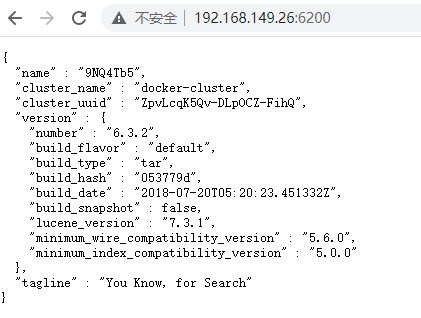 不安全 | 192.168.149.26:6200
{
"name" : "9NQ4Tb5",
"cluster_name" : "docker-cluster",
"cluster_uuid" : "ZpvLcqK5Qv-DLpOCZ-FihQ",
"version" : {
"number" : "6.3.2",
"build_flavor" : "default",
"build_type" : "tar",
"build_hash" : "053779d",
"build_date" : "2018-07-20T05:20:23.451332Z",
"build_snapshot" : false,
"lucene_version" : "7.3.1",
"minimum_wire_compatibility_version" : "5.6.0",
"minimum_index_compatibility_version" : "5.0.0"
},
"tagline" : "You Know, for Search"
}